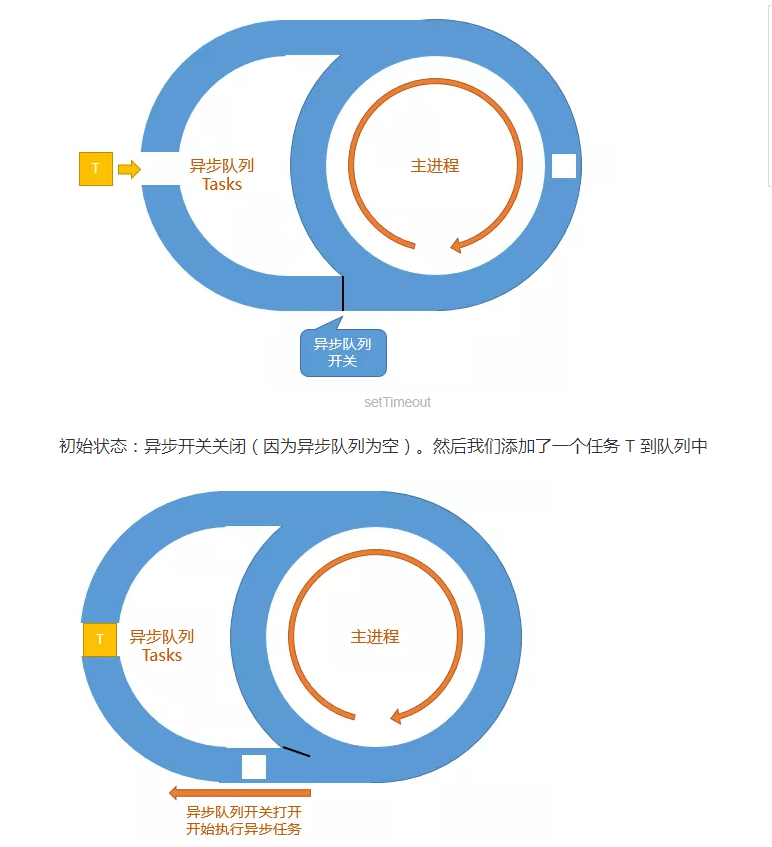 T
异步队列
Tasks
主进程
异步队列
开关
setTimeout
初始状态：异步开关关闭（因为异步队列为空）。然后我们添加了一个任务 T 到队列中
T
异步队列
Tasks
主进程
异步队列开关打开
开始执行异步任务